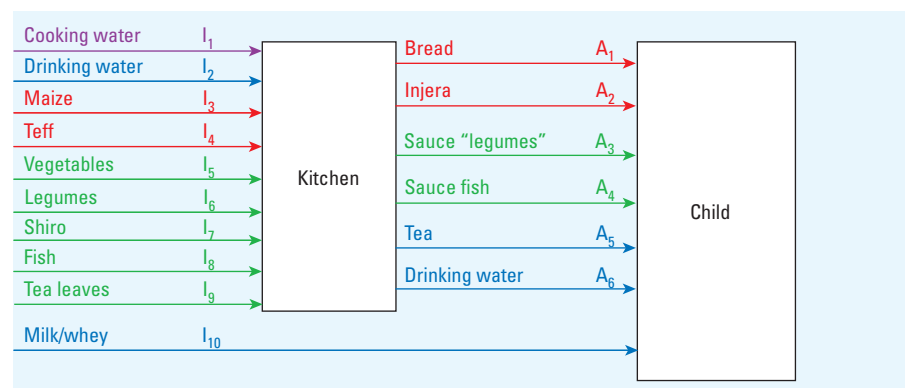 Cooking water I1
Drinking water I2
Maize I3
Teff I4
Vegetables I5
Legumes I6
Shiro I7
Fish I8
Tea leaves I9
Milk/whey I10
Kitchen
Bread A1
Injera A2
Sauce “legumes” A3
Sauce fish A4
Tea A5
Drinking water A6
Child